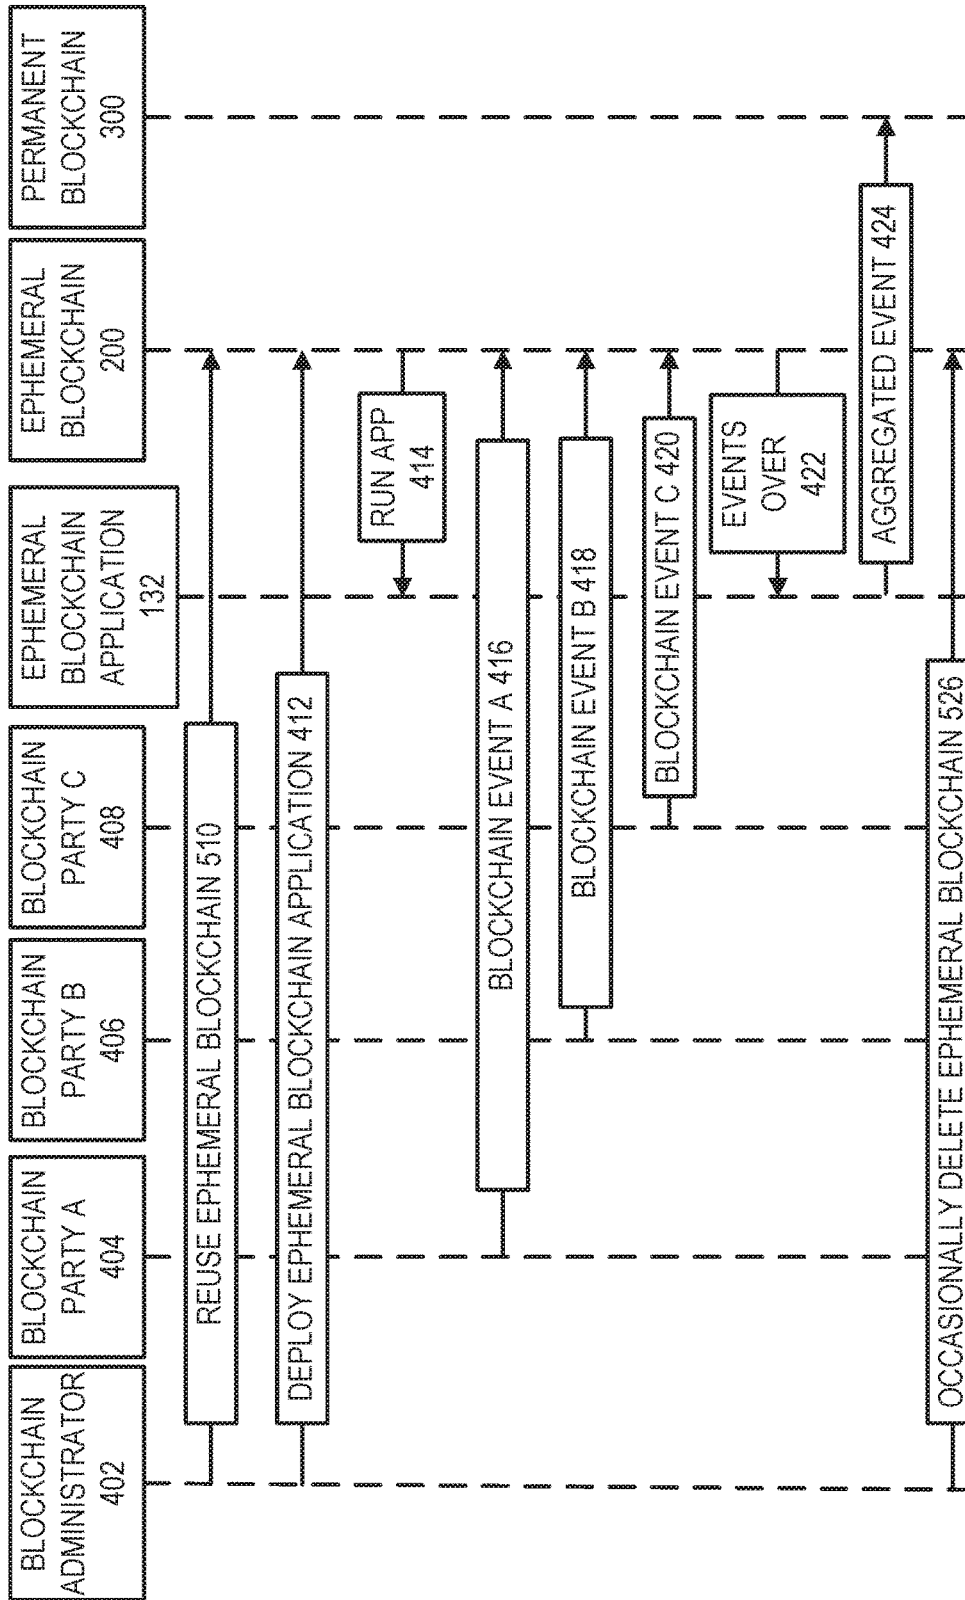 BLOCKCHAIN
ADMINISTRATOR
402
BLOCKCHAIN
PARTY A
404
BLOCKCHAIN
PARTY B
406
BLOCKCHAIN
PARTY C
408
EPHEMERAL
BLOCKCHAIN
APPLICATION
132
EPHEMERAL
BLOCKCHAIN
200
PERMANENT
BLOCKCHAIN
300
REUSE EPHEMERAL BLOCKCHAIN 510
DEPLOY EPHEMERAL BLOCKCHAIN APPLICATION 412
RUN APP
414
BLOCKCHAIN EVENT A 416
BLOCKCHAIN EVENT B 418
BLOCKCHAIN EVENT C 420
EVENTS
OVER
422
AGGREGATED EVENT 424
OCCASIONALLY DELETE EPHEMERAL BLOCKCHAIN 526